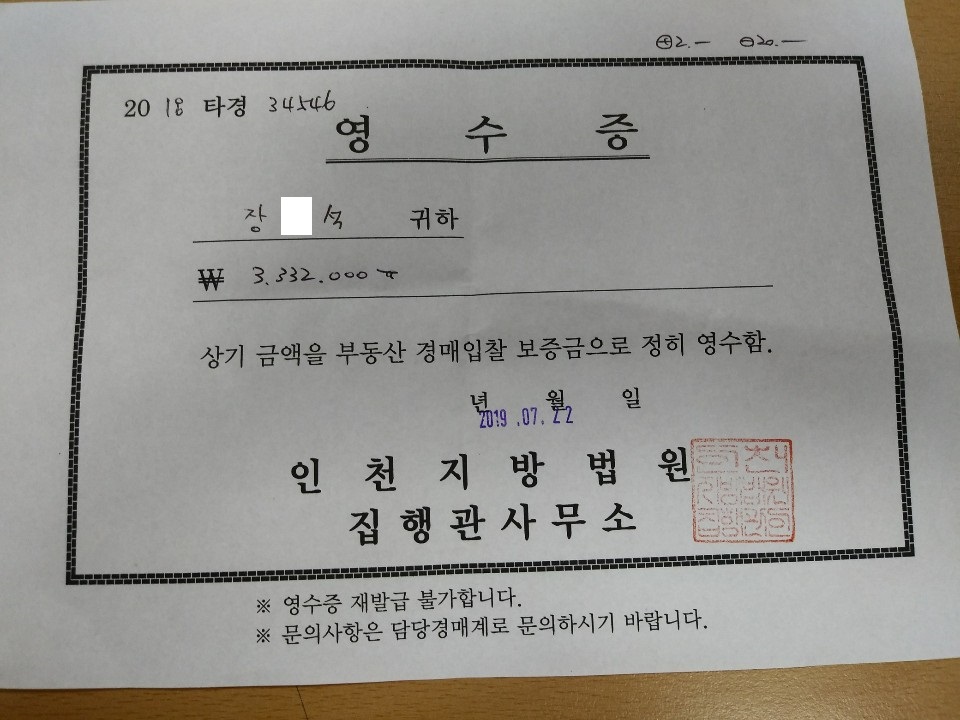 ⊕2.— ⊖20.—
2018 타경 34546
영 수 증
장 석 귀하
₩ 3,332.000
상기 금액을 부동산 경매입찰 보증금으로 정히 영수함.
년 월 일
2019.07.22
인 천 지 방 법 원
집 행 관 사 무 소
※ 영수증 재발급 불가합니다.
※ 문의사항은 담당경매계로 문의하시기 바랍니다.